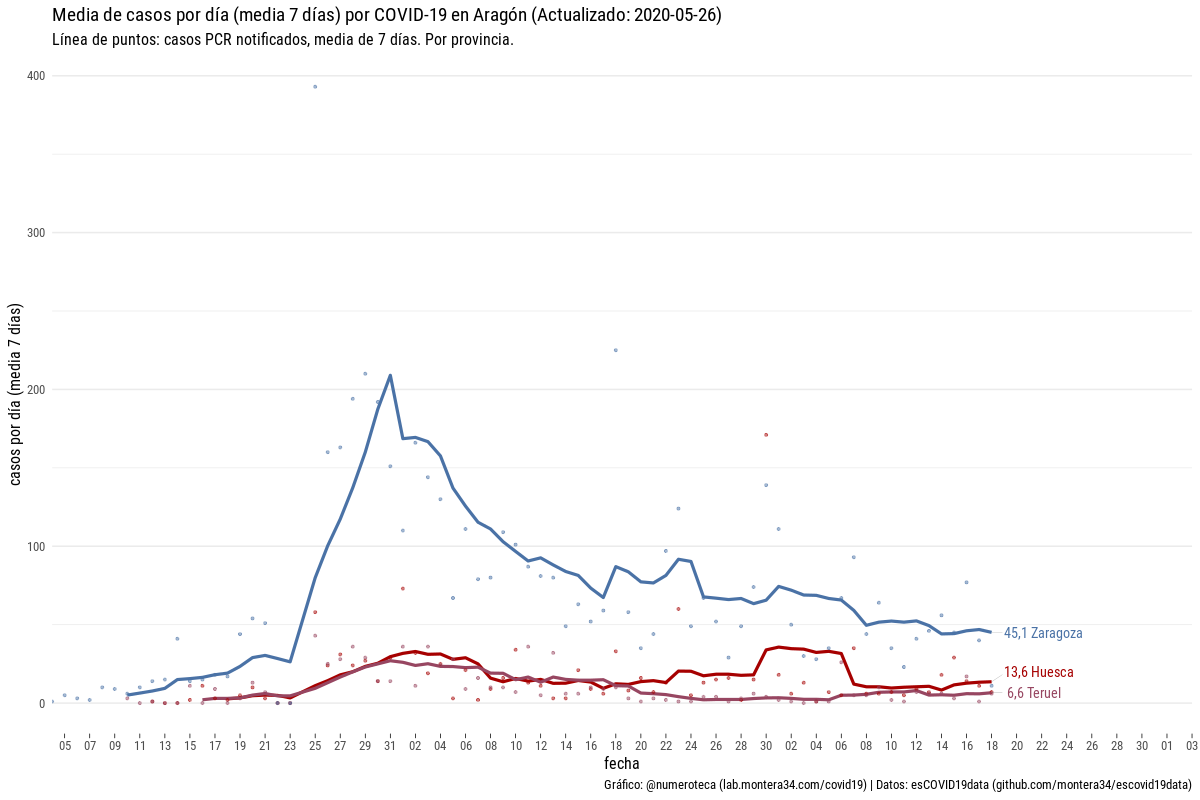 Media de casos por día (media 7 días) por COVID-19 en Aragón (Actualizado: 2020-05-26)
Línea de puntos: casos PCR notificados, media de 7 días. Por provincia.
casos por día (media 7 días)
400
300
200
100
0
45,1 Zaragoza
13,6 Huesca
6,6 Teruel
05 07 09 11 13 15 17 19 21 23 25 27 29 31 02 04 06 08 10 12 14 16 18 20 22 24 26 28 30 02 04 06 08 10 12 14 16 18 20 22 24 26 28 30 01 03
fecha
Gráfico: @numeroteca (lab.montera34.com/covid19) | Datos: esCOVID19data (github.com/montera34/escovid19data)